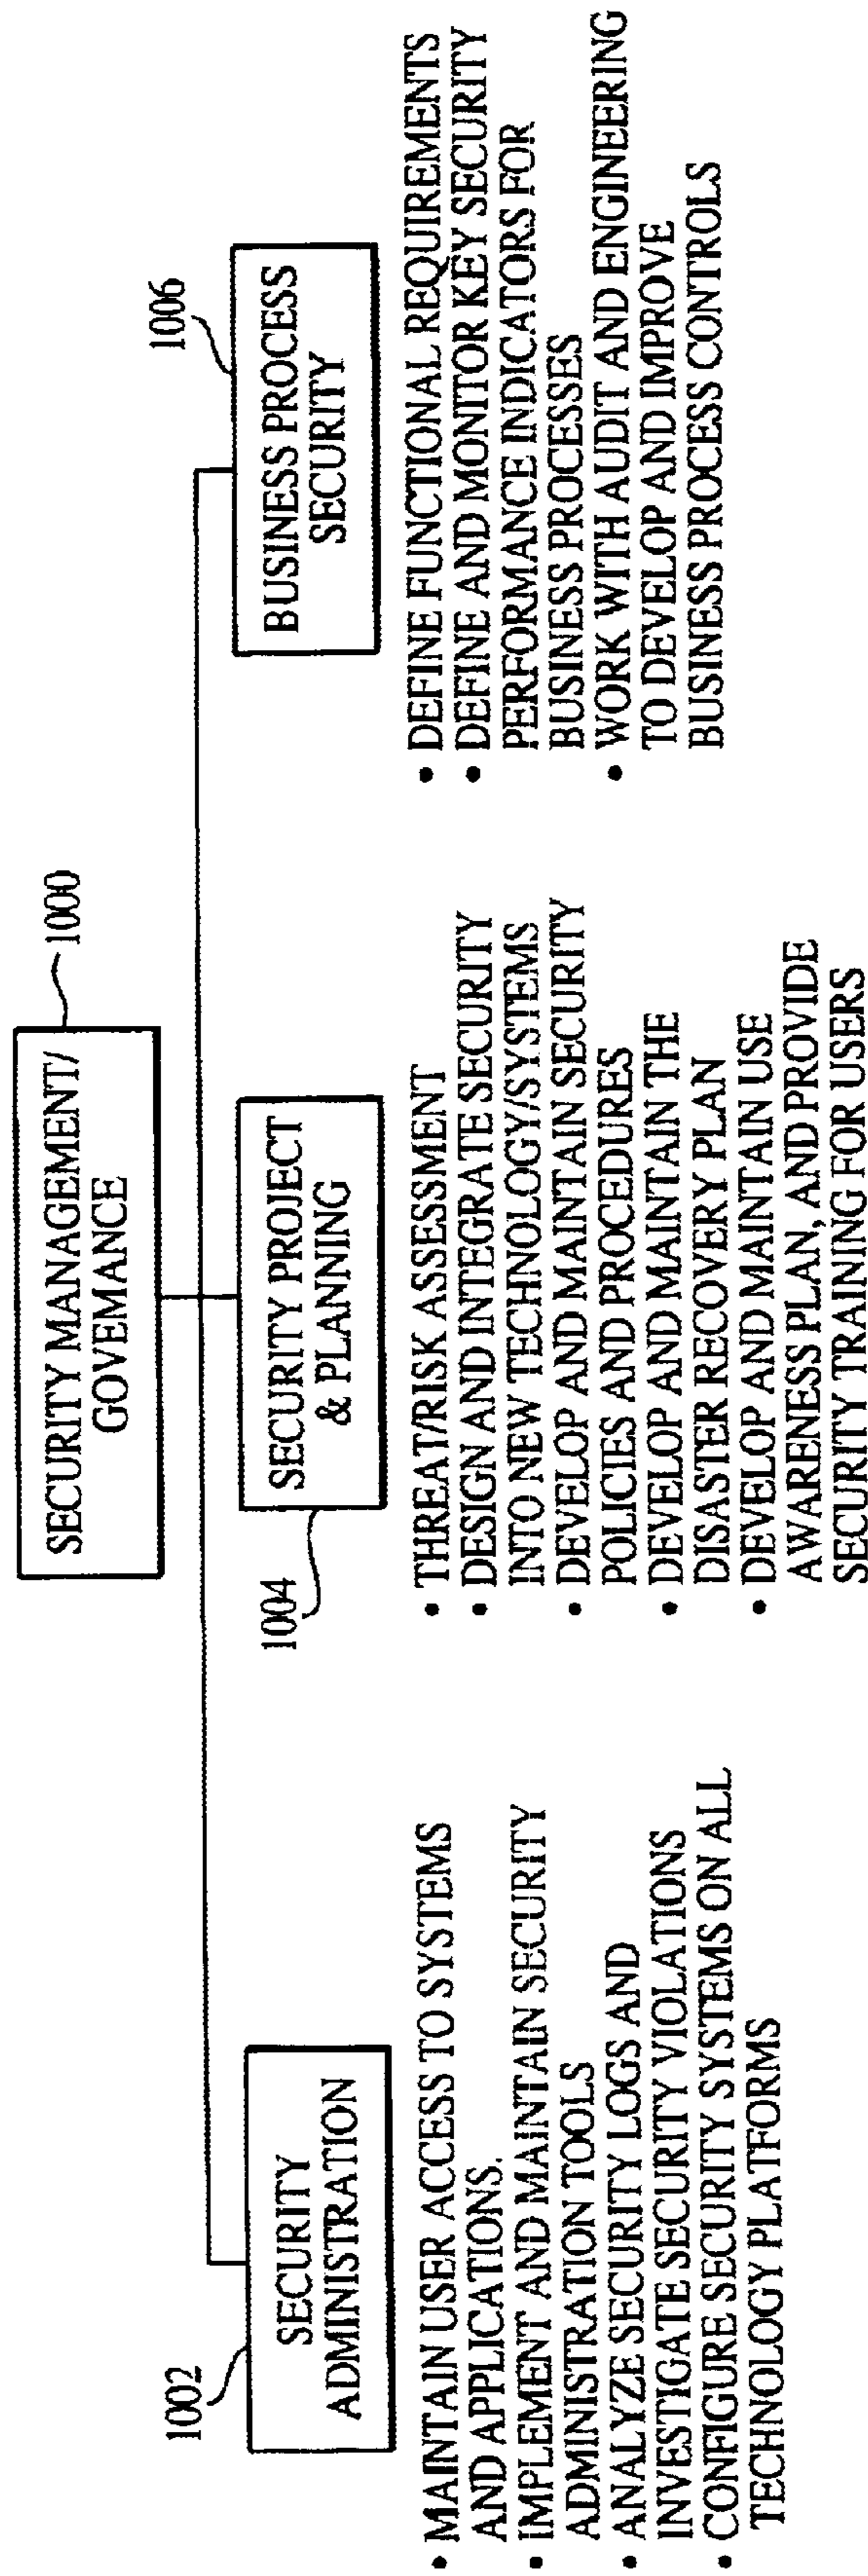 SECURITY MANAGEMENT/
GOVEMANCE
1000
1002
SECURITY
ADMINISTRATION
• MAINTAIN USER ACCESS TO SYSTEMS
AND APPLICATIONS.
• IMPLEMENT AND MAINTAIN SECURITY
ADMINISTRATION TOOLS
• ANALYZE SECURITY LOGS AND
INVESTIGATE SECURITY VIOLATIONS
• CONFIGURE SECURITY SYSTEMS ON ALL
TECHNOLOGY PLATFORMS
1004
SECURITY PROJECT
& PLANNING
• THREAT/RISK ASSESSMENT
• DESIGN AND INTEGRATE SECURITY
INTO NEW TECHNOLOGY/SYSTEMS
• DEVELOP AND MAINTAIN SECURITY
POLICIES AND PROCEDURES
• DEVELOP AND MAINTAIN THE
DISASTER RECOVERY PLAN
• DEVELOP AND MAINTAIN USE
AWARENESS PLAN, AND PROVIDE
SECURITY TRAINING FOR USERS
1006
BUSINESS PROCESS
SECURITY
• DEFINE FUNCTIONAL REQUIREMENTS
• DEFINE AND MONITOR KEY SECURITY
PERFORMANCE INDICATORS FOR
BUSINESS PROCESSES
• WORK WITH AUDIT AND ENGINEERING
TO DEVELOP AND IMPROVE
BUSINESS PROCESS CONTROLS